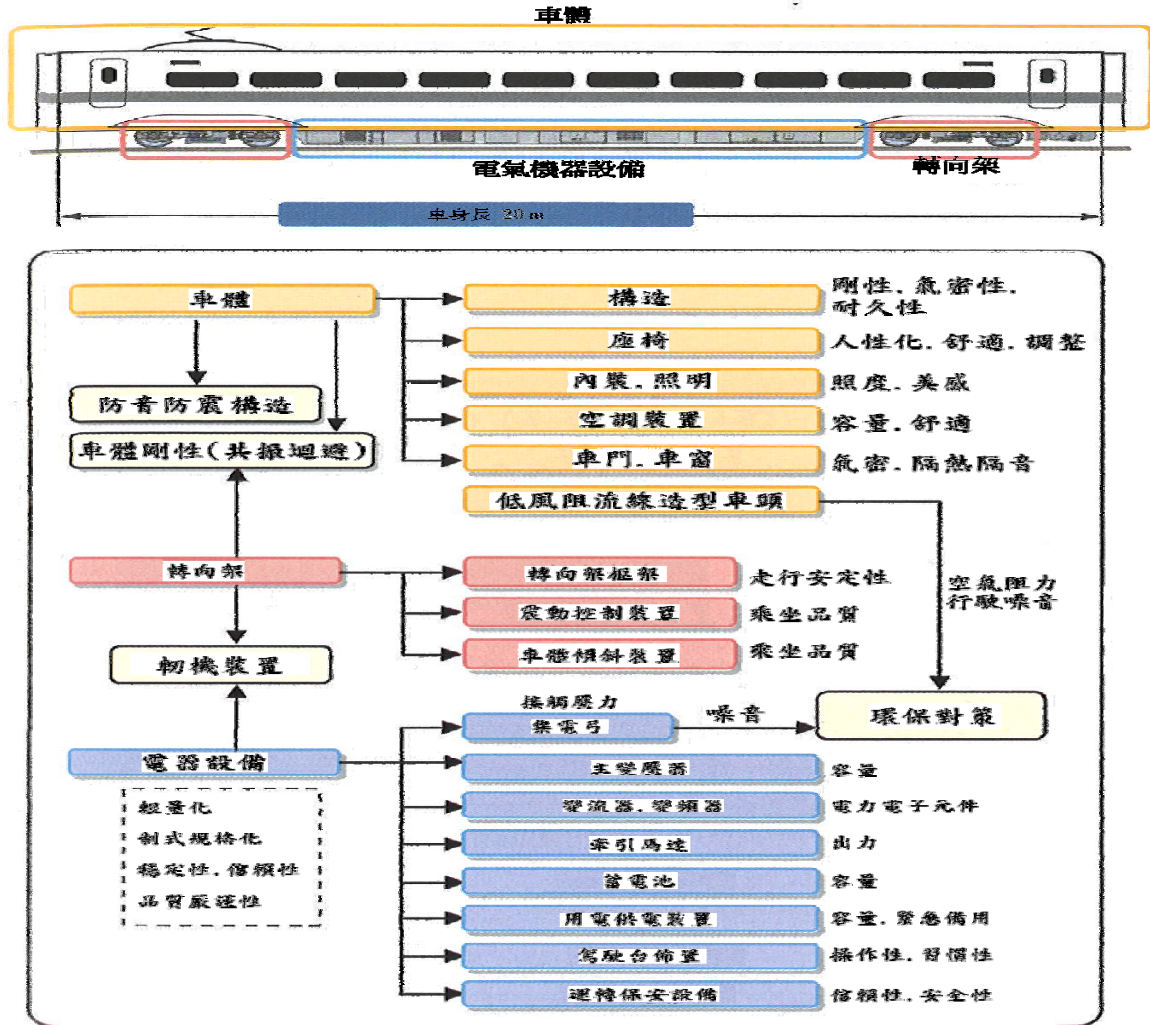 車體
電氣機器設備
轉向架
車身長 20 m
車體
構造
剛性、氣密性、
耐久性
座椅
人性化、舒適、調整
內裝、照明
照度、美感
防音防震構造
空調裝置
容量、舒適
車體剛性(共振迴避)
車門、車窗
氣密、隔熱隔音
低風阻流線造型車頭
轉向架
轉向架框架
走行安定性
空氣阻力
行駛噪音
震動控制裝置
乘坐品質
車體傾斜裝置
乘坐品質
軔機裝置
接觸壓力
集電弓
噪音
環保對策
電器設備
主變壓器
容量
輕量化
制式規格化
穩定性、信賴性
品質嚴謹性
變流器、變頻器
電力電子元件
牽引馬達
出力
蓄電池
容量
用電供電裝置
容量、緊急備用
駕駛台佈置
操作性、習慣性
運轉保安設備
信賴性、安全性